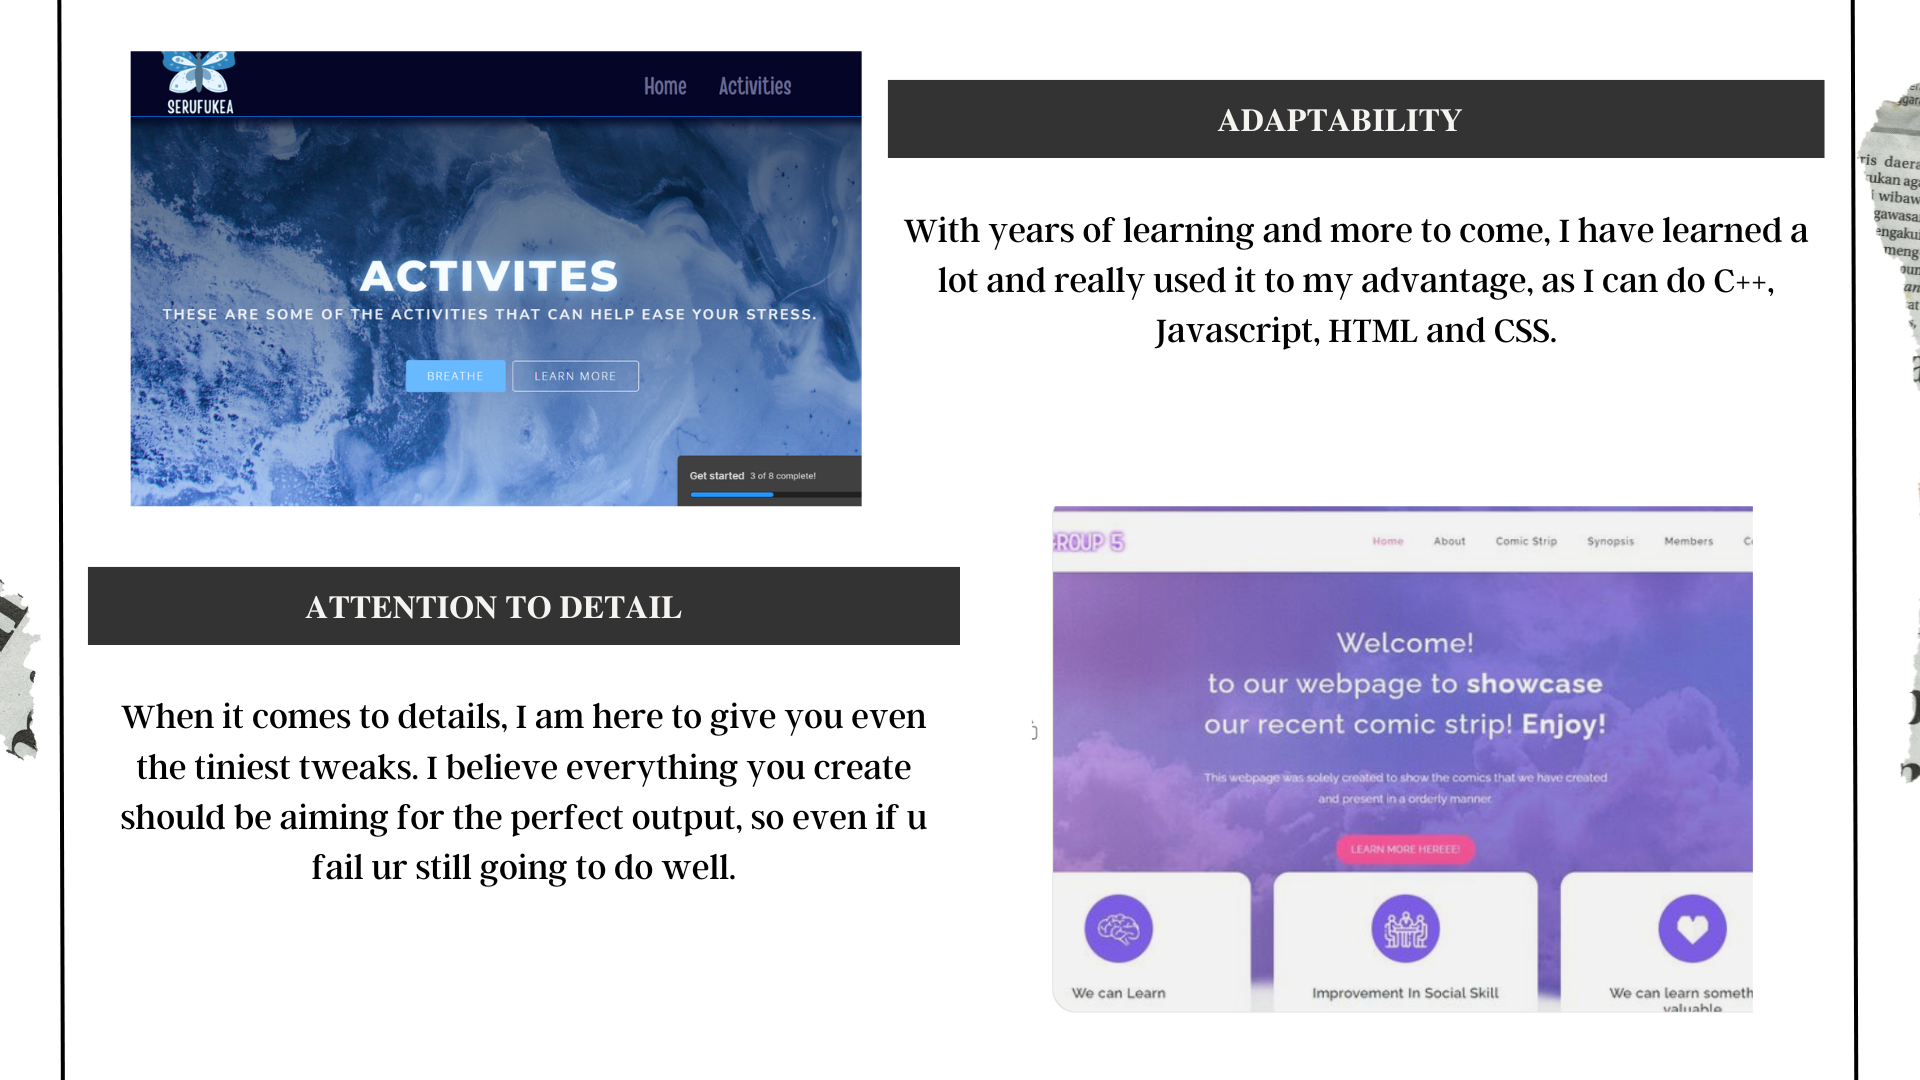 SERUFUKEA
Home Activities
ACTIVITES
THESE ARE SOME OF THE ACTIVITIES THAT CAN HELP EASE YOUR STRESS.
BREATHE LEARN MORE
Get started 3 of 8 complete!
ADAPTABILITY
With years of learning and more to come, I have learned a
lot and really used it to my advantage, as I can do C++,
Javascript, HTML and CSS.
ATTENTION TO DETAIL
When it comes to details, I am here to give you even
the tiniest tweaks. I believe everything you create
should be aiming for the perfect output, so even if u
fail ur still going to do well.
ROUP 5
Home About Comic Strip Synopsis Members
Welcome!
to our webpage to showcase
our recent comic strip! Enjoy!
This webpage was solely created to show the comics that we have created
and present in a orderly manner.
LEARN MORE HEREEE!
We can Learn
Improvement In Social Skill
We can learn someth
valuable
ris daera
ukan aga
wibaw
gawasa
engaku
meng